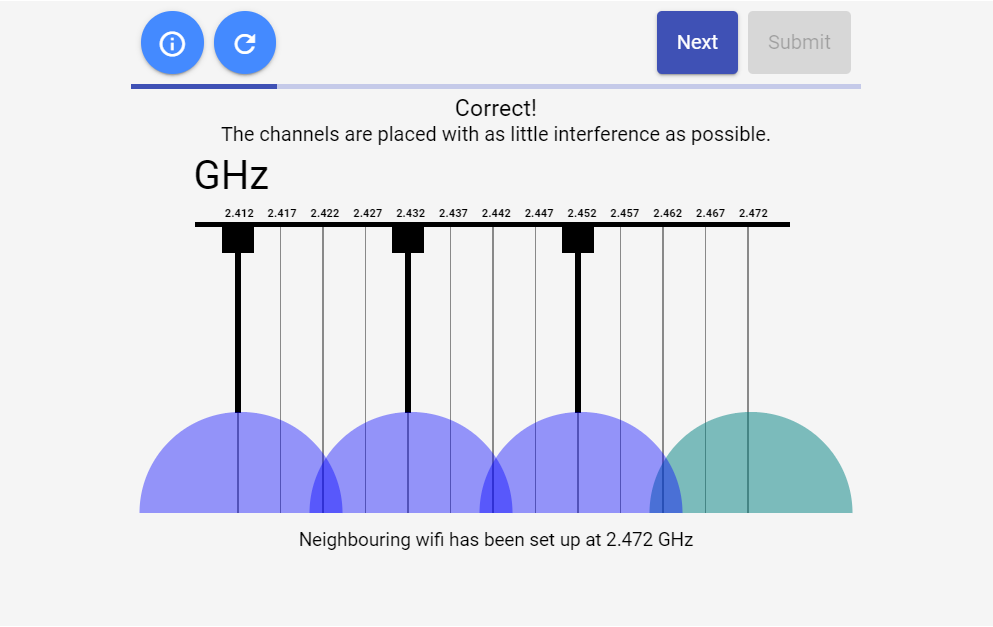 Next Submit
Correct!
The channels are placed with as little interference as possible.
GHz
2.412 2.417 2.422 2.427 2.432 2.437 2.442 2.447 2.452 2.457 2.462 2.467 2.472
Neighbouring wifi has been set up at 2.472 GHz